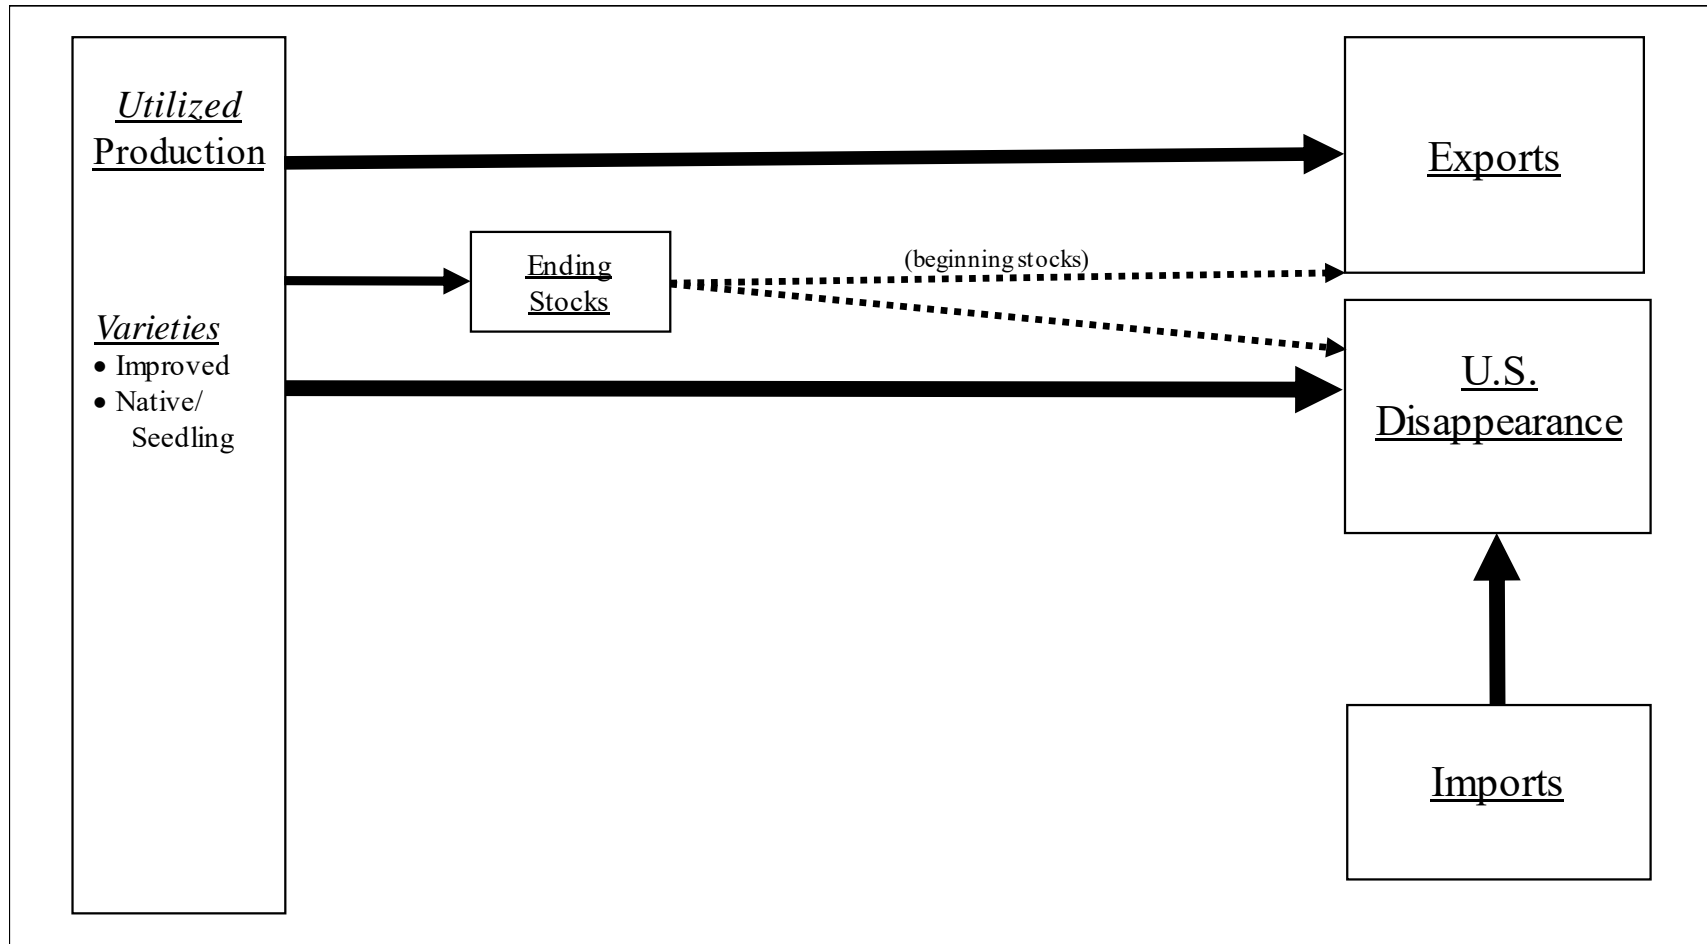 Utilized
Production
Varieties
• Improved
• Native/
Seedling
Ending
Stocks
(beginning stocks)
Exports
U.S.
Disappearance
Imports